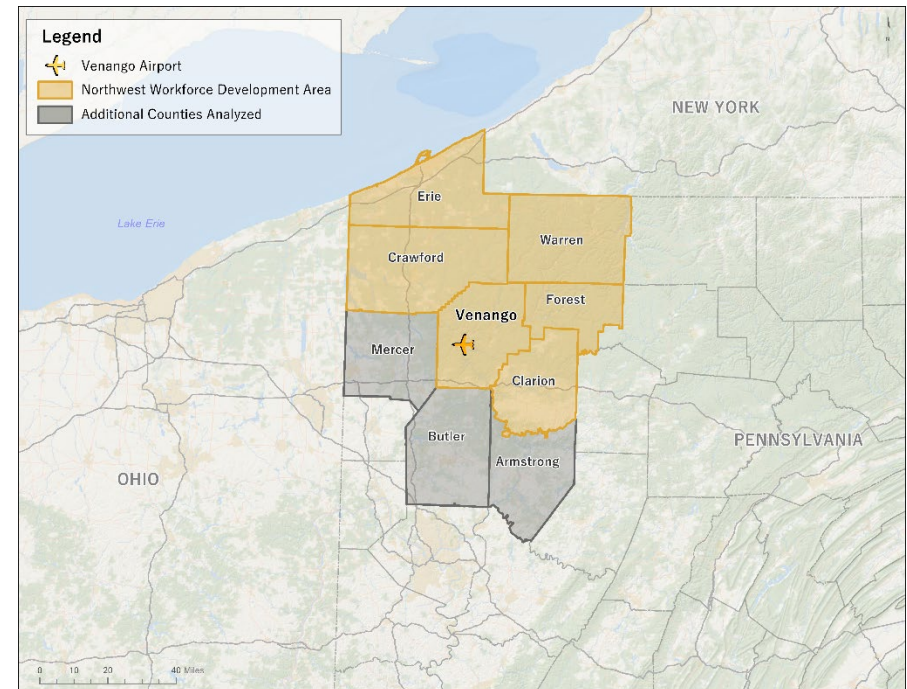 Legend
Venango Airport
Northwest Workforce Development Area
Additional Counties Analyzed
N
NEW YORK
Lake Erie
Erie
Warren
Crawford
Forest
Venango
Mercer
Clarion
Butler
Armstrong
PENNSYLVANIA
OHIO
0 10 20 40 Miles